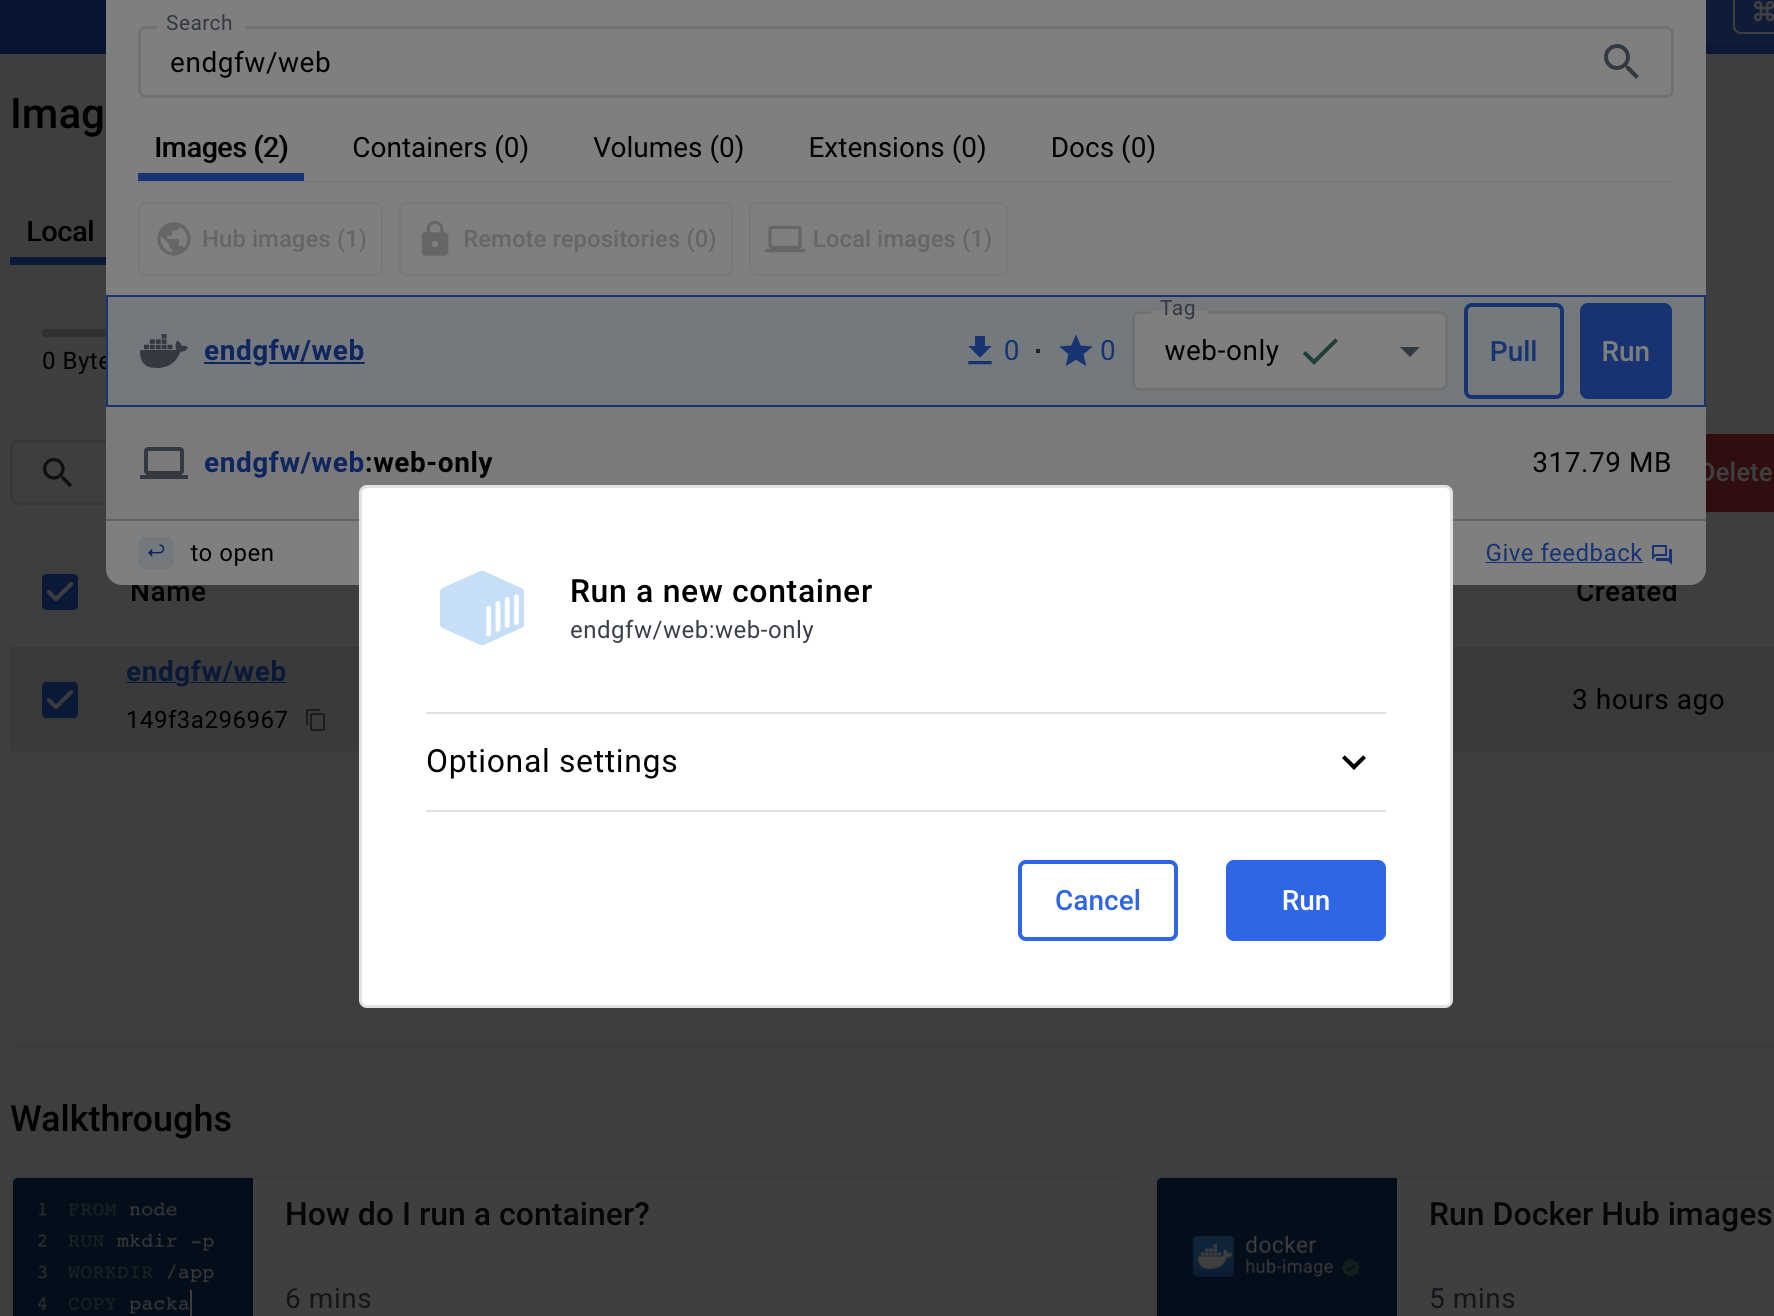 Search
endgfw/web
Images (2)
Containers (0)
Volumes (0)
Extensions (0)
Docs (0)
Hub images (1)
Remote repositories (0)
Local images (1)
Local
0 Byte
endgfw/web
0 · 0
Tag
web-only
Pull
Run
endgfw/web:web-only
317.79 MB
Delete
to open
Give feedback
Name
Created
endgfw/web
149f3a296967
3 hours ago
Run a new container
endgfw/web:web-only
Optional settings
Cancel
Run
Walkthroughs
1 FROM node
2 RUN mkdir -p
3 WORKDIR /app
4 COPY packa
How do I run a container?
6 mins
docker
hub-image
Run Docker Hub images
5 mins